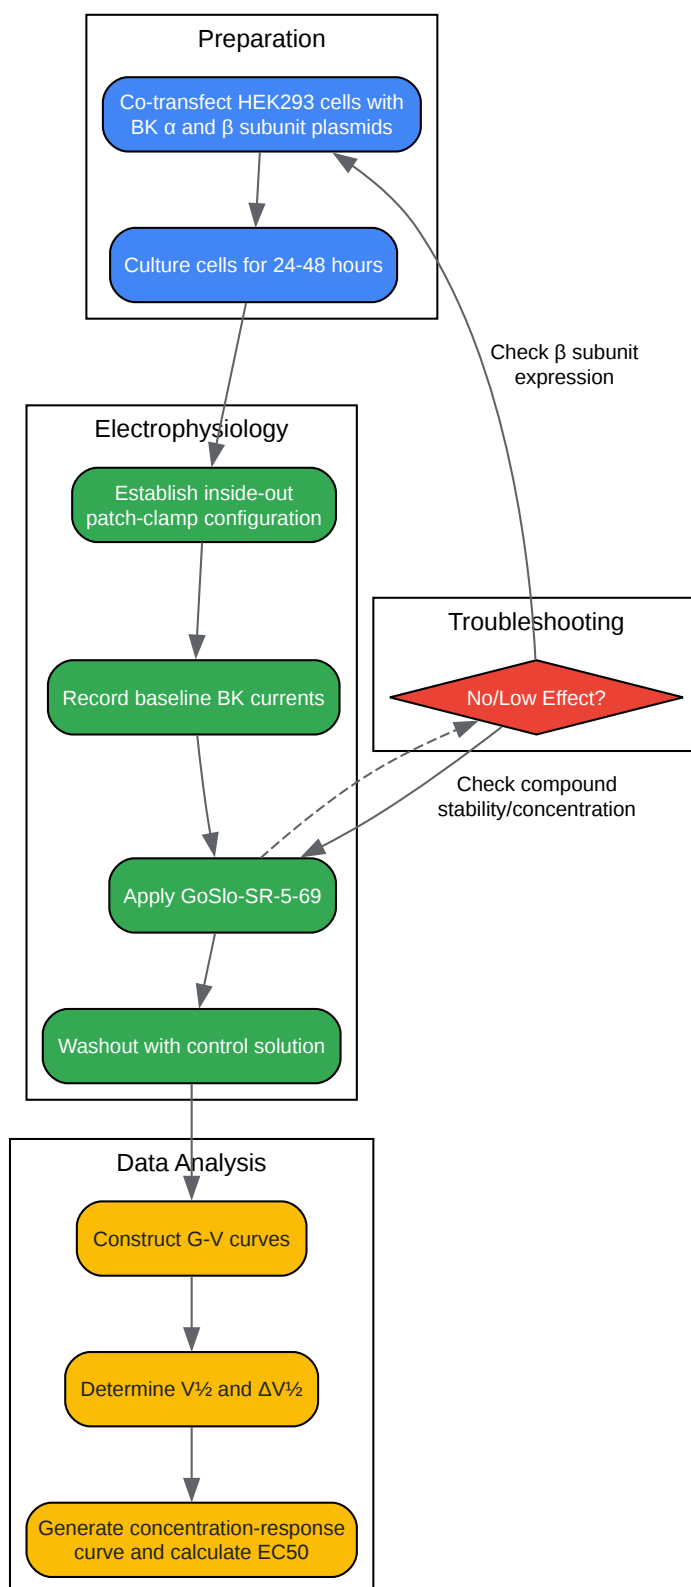 Preparation
Co-transfect HEK293 cells with
BK α and β subunit plasmids
Culture cells for 24-48 hours
Check β subunit
expression
Electrophysiology
Establish inside-out
patch-clamp configuration
Troubleshooting
Record baseline BK currents
No/Low Effect?
Check compound
stability/concentration
Apply GoSlo-SR-5-69
Washout with control solution
Data Analysis
Construct G-V curves
Determine V½ and ΔV½
Generate concentration-response
curve and calculate EC50